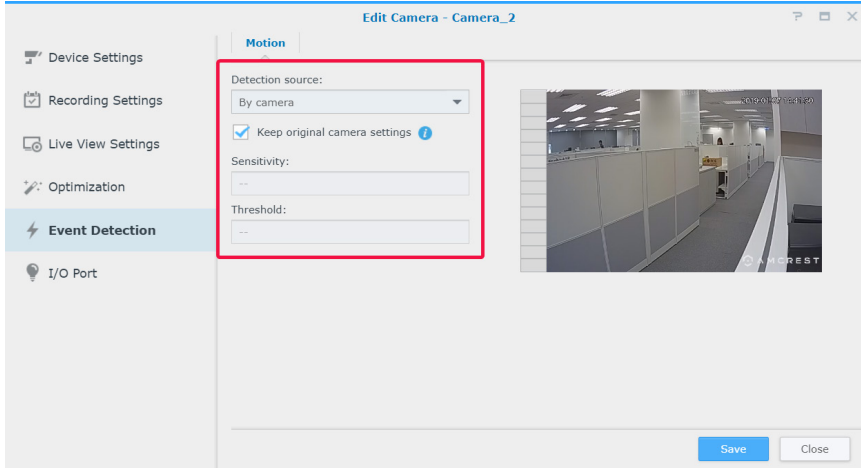 Edit Camera - Camera_2
Device Settings
Recording Settings
Live View Settings
Optimization
Event Detection
I/O Port
Motion
Detection source:
By camera
Keep original camera settings
Sensitivity:
--
Threshold:
--
AMCREST
Save
Close